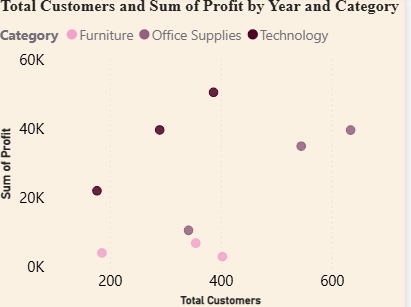 Total Customers and Sum of Profit by Year and Category
Category Furniture Office Supplies Technology
60K
40K
20K
0K
Sum of Profit
200 400 600
Total Customers